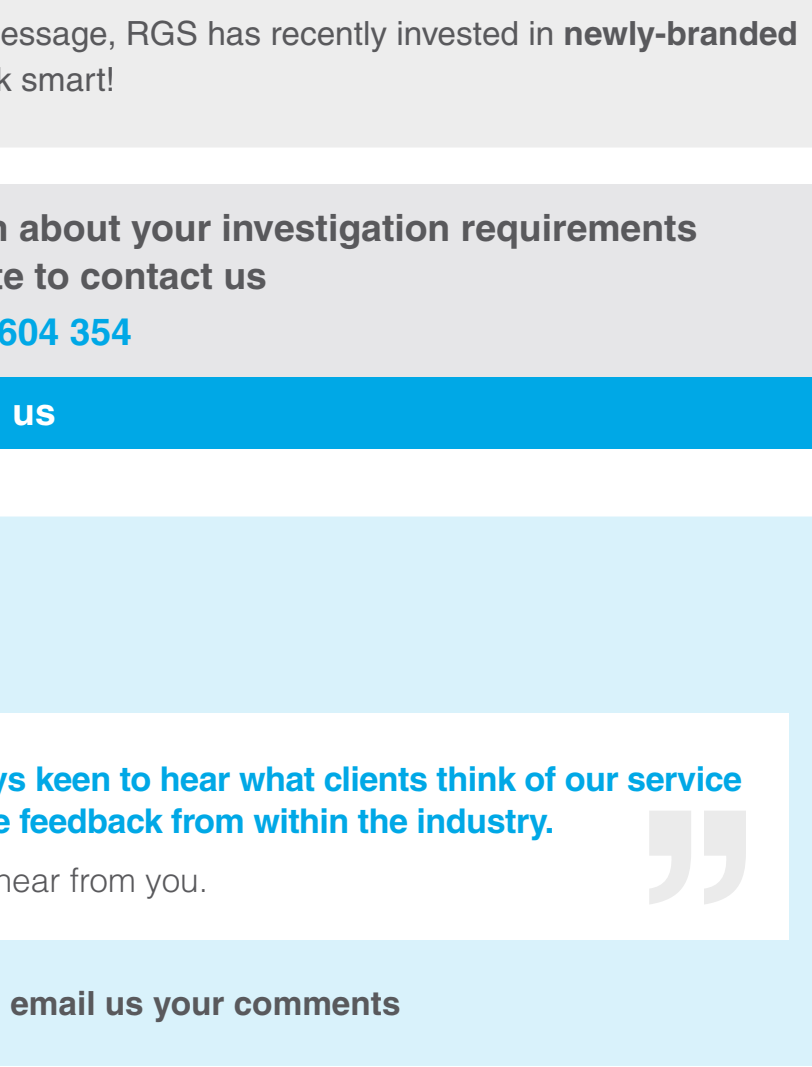 essage, RGS has recently invested in newly-branded
k smart!
n about your investigation requirements
te to contact us
604 354
us
ys keen to hear what clients think of our service
e feedback from within the industry.
hear from you.
email us your comments